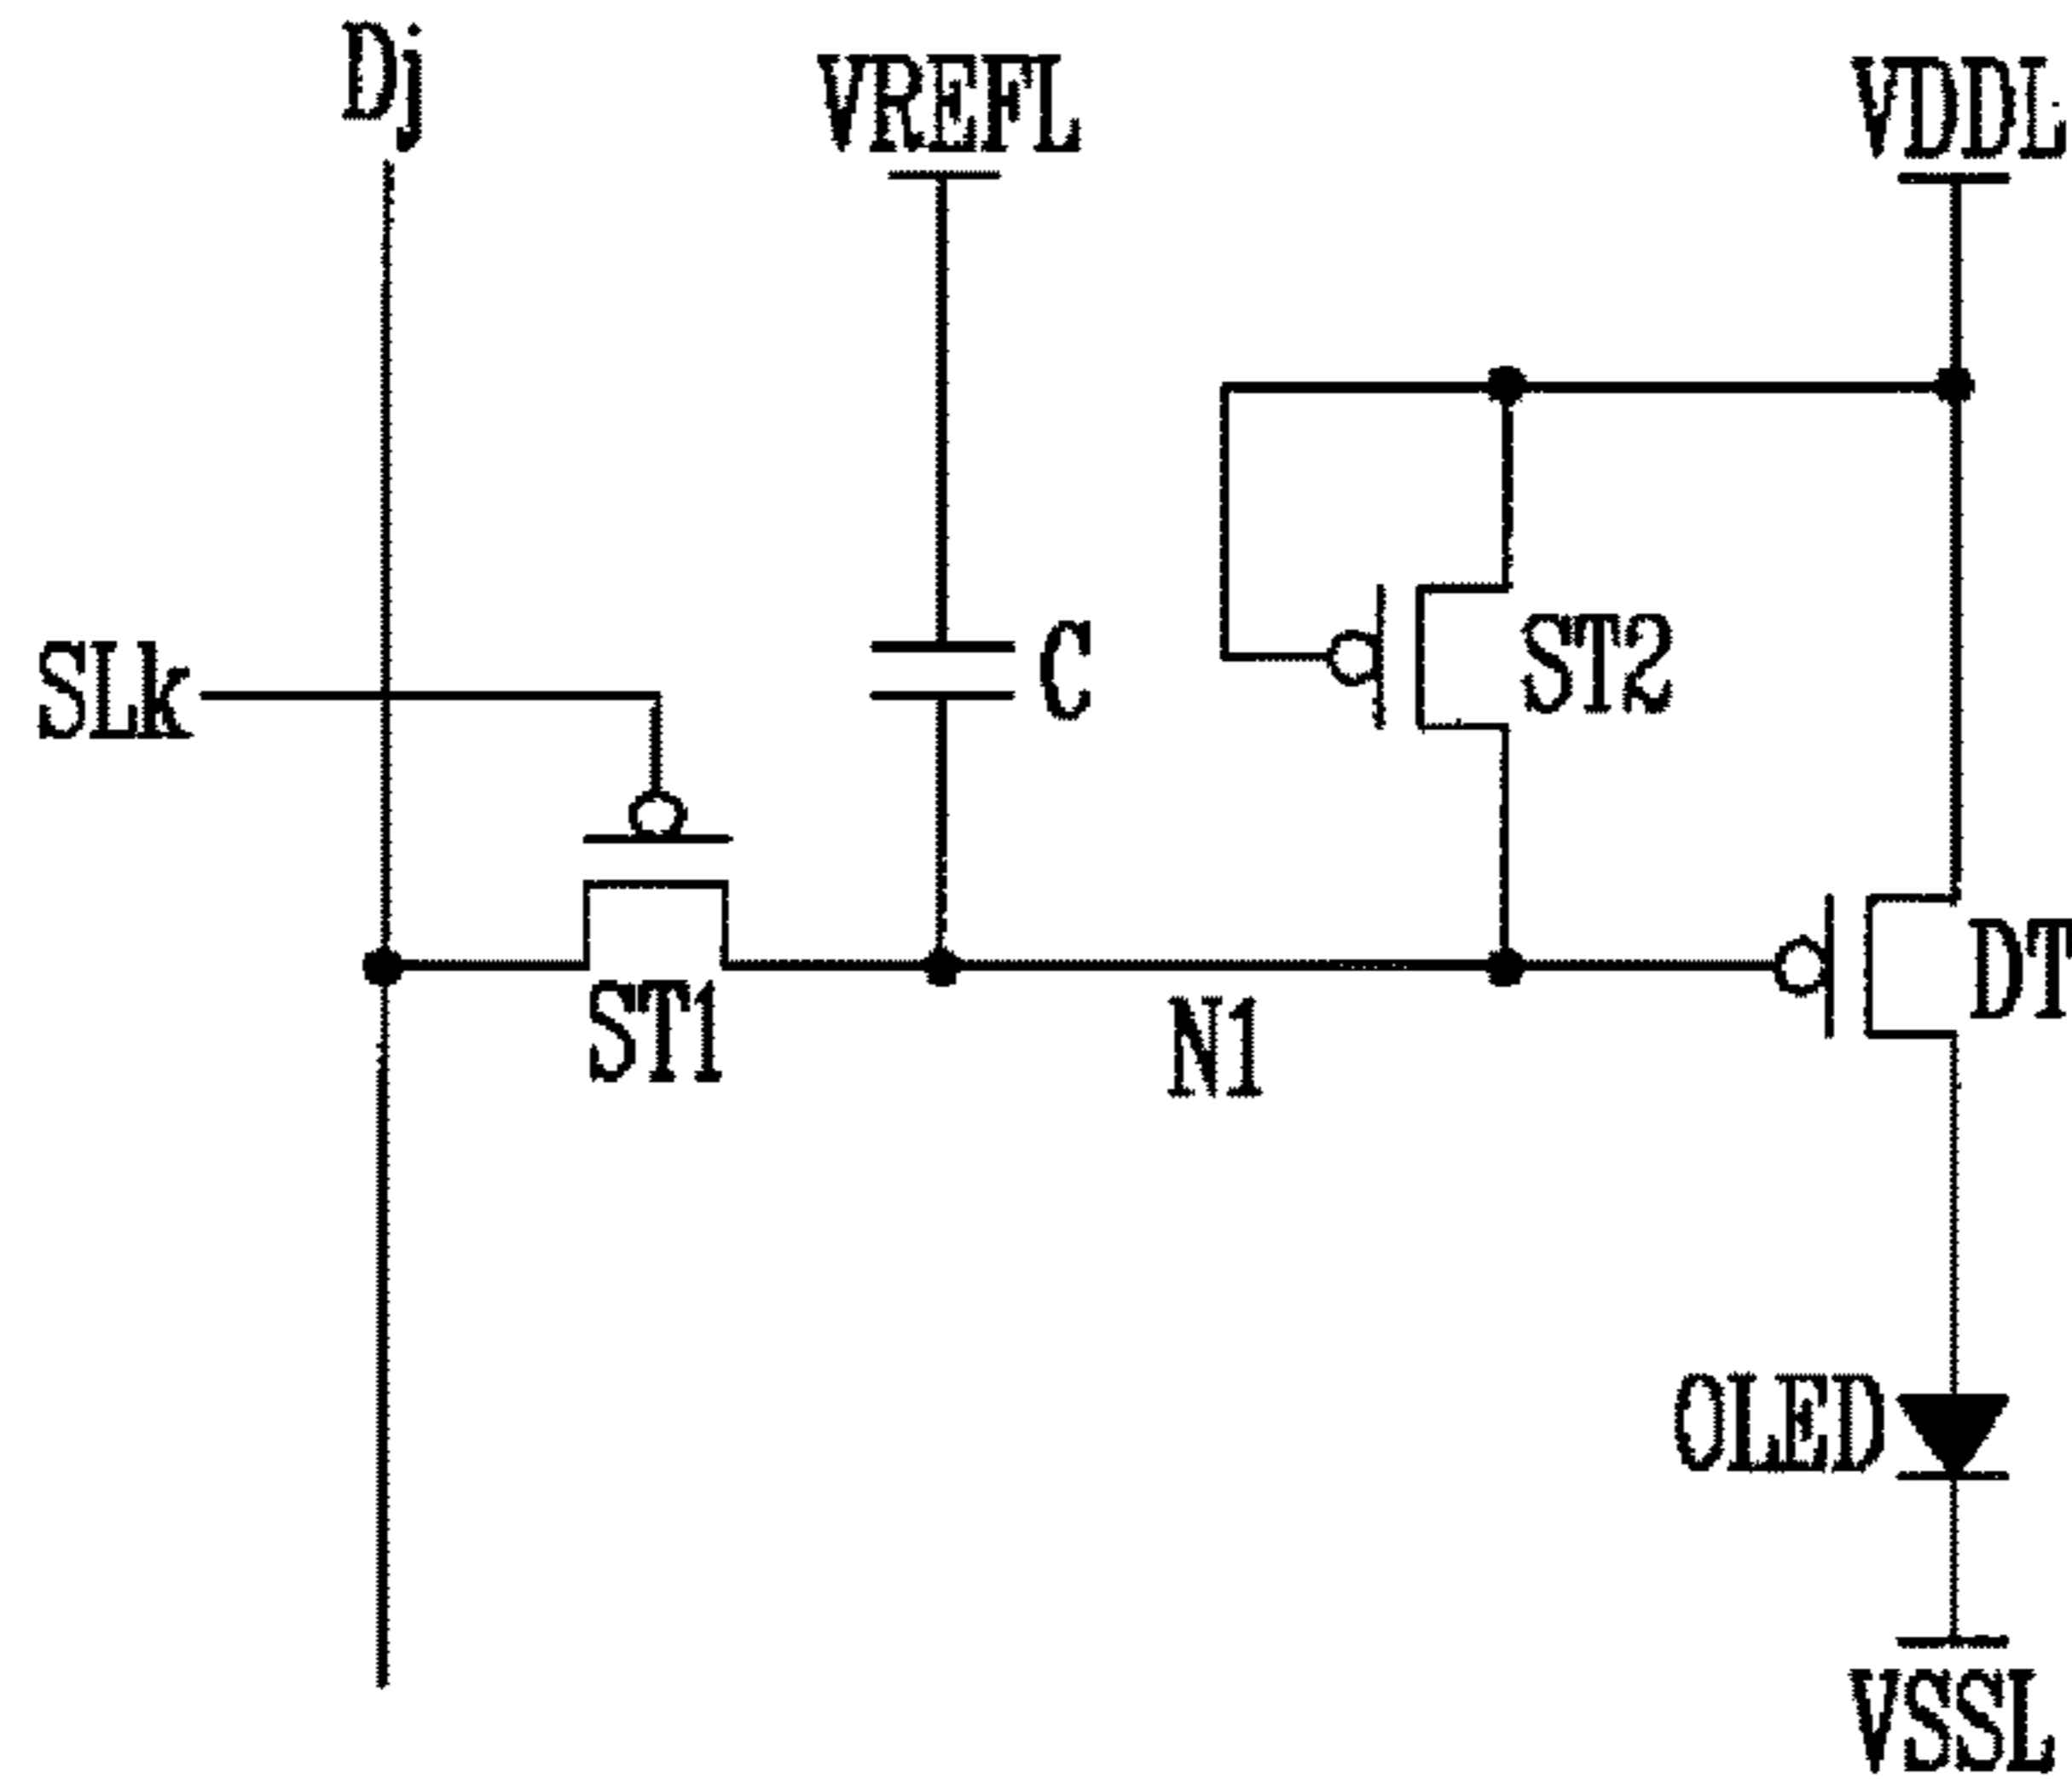 Dj
VREFL
VDDL
SLk
C
ST2
DT
ST1
N1
OLED
VSSL